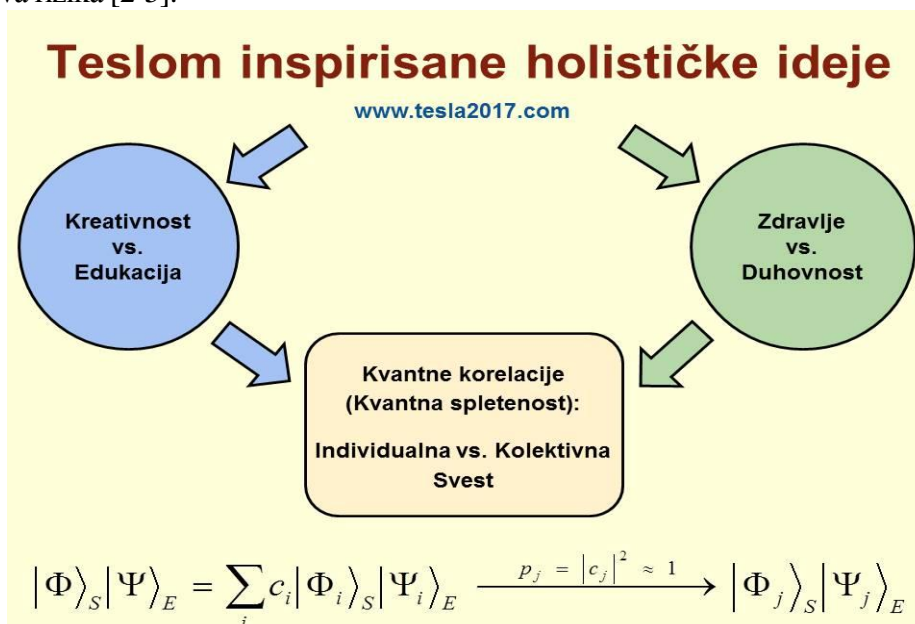 Teslom inspirisane holističke ideje
www.tesla2017.com
Kreativnost
vs.
Edukacija
Zdravlje
vs.
Duhovnost
Kvantne korelacije
(Kvantna spletenost):
Individualna vs. Kolektivna
Svest
|Φ⟩_S|Ψ⟩_E = ∑_i c_i|Φ_i⟩_S|Ψ_i⟩_E —p_j = |c_j|^2 ≈ 1→ |Φ_j⟩_S|Ψ_j⟩_E